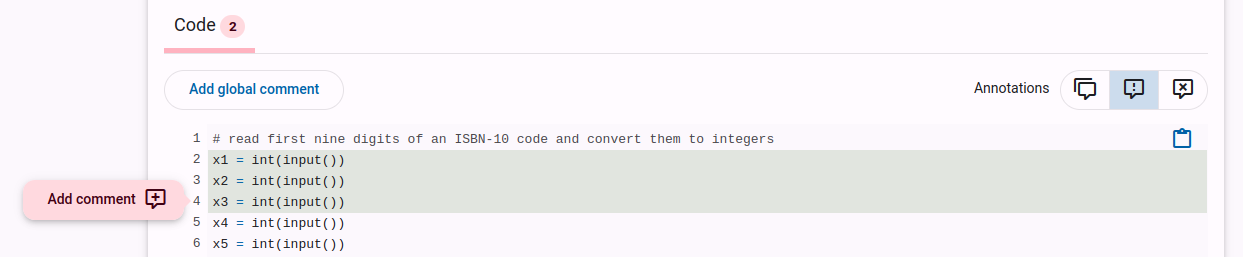 Code 2
Add global comment
Annotations
1 # read first nine digits of an ISBN-10 code and convert them to integers
2 x1 = int(input())
3 x2 = int(input())
Add comment
4 x3 = int(input())
5 x4 = int(input())
6 x5 = int(input())